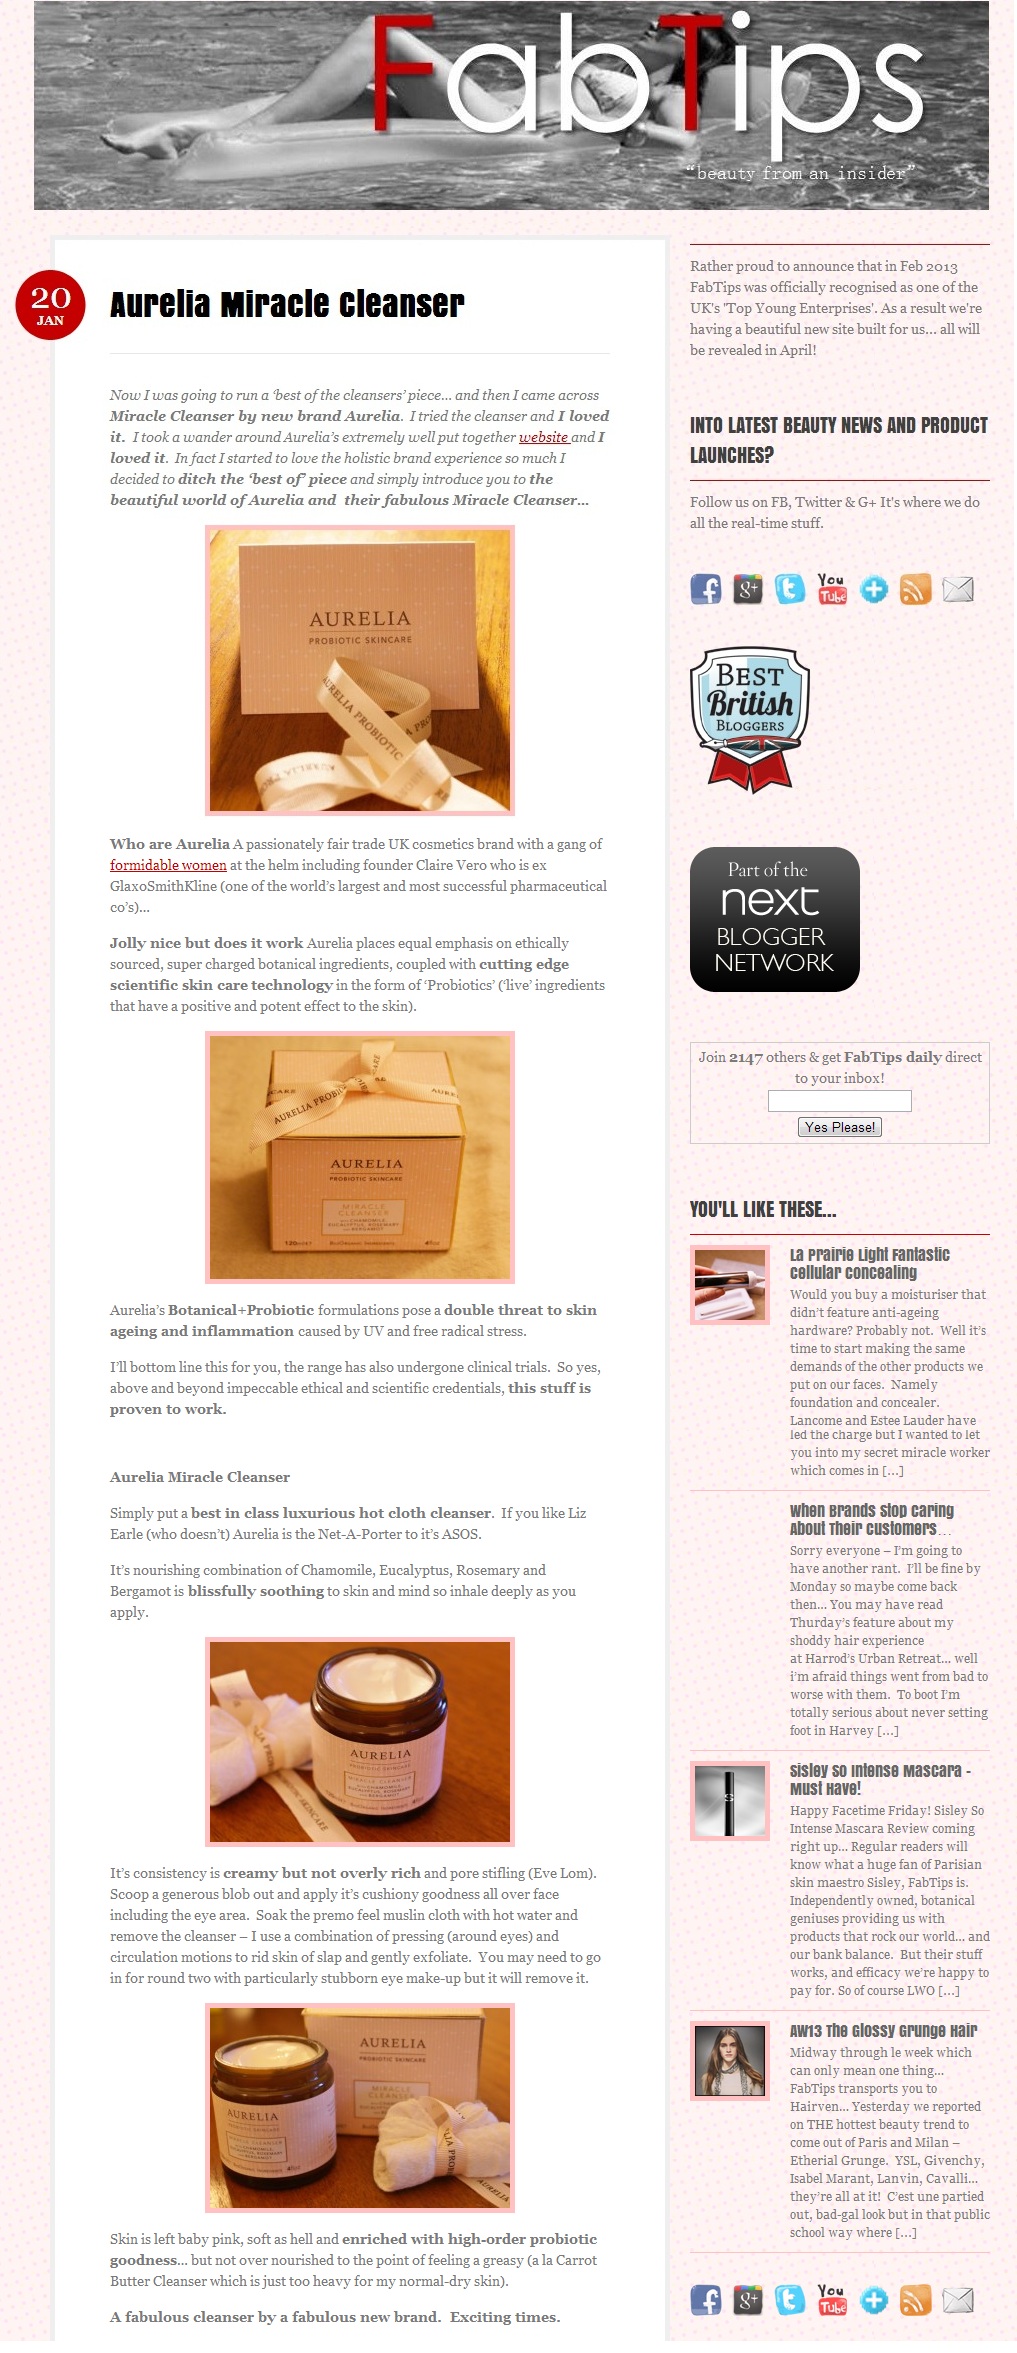 FabTips
“beauty from an insider”
20
JAN
Aurelia Miracle Cleanser
Now I was going to run a ‘best of the cleansers’ piece… and then I came across
Miracle Cleanser by new brand Aurelia.  I tried the cleanser and I loved
it.  I took a wander around Aurelia’s extremely well put together website and I
loved it.  In fact I started to love the holistic brand experience so much I
decided to ditch the ‘best of’ piece and simply introduce you to the
beautiful world of Aurelia and  their fabulous Miracle Cleanser…
AURELIA
PROBIOTIC SKINCARE
AURELIA PROBIOTIC
Who are Aurelia A passionately fair trade UK cosmetics brand with a gang of
formidable women at the helm including founder Claire Vero who is ex
GlaxoSmithKline (one of the world’s largest and most successful pharmaceutical
co’s)…
Jolly nice but does it work Aurelia places equal emphasis on ethically
sourced, super charged botanical ingredients, coupled with cutting edge
scientific skin care technology in the form of ‘Probiotics’ (‘live’ ingredients
that have a positive and potent effect to the skin).
AURELIA
PROBIOTIC SKINCARE
MIRACLE
CLEANSER
WITH CHAMOMILE,
EUCALYPTUS, ROSEMARY
AND BERGAMOT
Aurelia’s Botanical+Probiotic formulations pose a double threat to skin
ageing and inflammation caused by UV and free radical stress.
I’ll bottom line this for you, the range has also undergone clinical trials.  So yes,
above and beyond impeccable ethical and scientific credentials, this stuff is
proven to work.
Aurelia Miracle Cleanser
Simply put a best in class luxurious hot cloth cleanser.  If you like Liz
Earle (who doesn’t) Aurelia is the Net-A-Porter to it’s ASOS.
It’s nourishing combination of Chamomile, Eucalyptus, Rosemary and
Bergamot is blissfully soothing to skin and mind so inhale deeply as you
apply.
AURELIA
PROBIOTIC SKINCARE
MIRACLE CLEANSER
It’s consistency is creamy but not overly rich and pore stifling (Eve Lom).
Scoop a generous blob out and apply it’s cushiony goodness all over face
including the eye area.  Soak the premo feel muslin cloth with hot water and
remove the cleanser – I use a combination of pressing (around eyes) and
circulation motions to rid skin of slap and gently exfoliate.  You may need to go
in for round two with particularly stubborn eye make-up but it will remove it.
AURELIA
PROBIOTIC SKINCARE
AURELIA
Skin is left baby pink, soft as hell and enriched with high-order probiotic
goodness… but not over nourished to the point of feeling a greasy (a la Carrot
Butter Cleanser which is just too heavy for my normal-dry skin).
A fabulous cleanser by a fabulous new brand.  Exciting times.
Rather proud to announce that in Feb 2013
FabTips was officially recognised as one of the
UK's 'Top Young Enterprises'. As a result we're
having a beautiful new site built for us... all will
be revealed in April!
INTO LATEST BEAUTY NEWS AND PRODUCT
LAUNCHES?
Follow us on FB, Twitter & G+ It's where we do
all the real-time stuff.
f g+ t You Tube
BEST
British
BLOGGERS
Part of the
next
BLOGGER
NETWORK
Join 2147 others & get FabTips daily direct
to your inbox!
Yes Please!
YOU'LL LIKE THESE...
La Prairie Light Fantastic
Cellular Concealing
Would you buy a moisturiser that
didn’t feature anti-ageing
hardware? Probably not.  Well it’s
time to start making the same
demands of the other products we
put on our faces.  Namely
foundation and concealer.
Lancome and Estee Lauder have
led the charge but I wanted to let
you into my secret miracle worker
which comes in [...]
When Brands Stop Caring
About Their Customers…
Sorry everyone – I’m going to
have another rant.  I’ll be fine by
Monday so maybe come back
then… You may have read
Thurday’s feature about my
shoddy hair experience
at Harrod’s Urban Retreat… well
i’m afraid things went from bad to
worse with them.  To boot I’m
totally serious about never setting
foot in Harvey [...]
Sisley So Intense Mascara -
Must Have!
Happy Facetime Friday! Sisley So
Intense Mascara Review coming
right up… Regular readers will
know what a huge fan of Parisian
skin maestro Sisley, FabTips is.
Independently owned, botanical
geniuses providing us with
products that rock our world… and
our bank balance.  But their stuff
works, and efficacy we’re happy to
pay for. So of course LWO [...]
AW13 The Glossy Grunge Hair
Midway through le week which
can only mean one thing…
FabTips transports you to
Hairven… Yesterday we reported
on THE hottest beauty trend to
come out of Paris and Milan –
Etherial Grunge.  YSL, Givenchy,
Isabel Marant, Lanvin, Cavalli…
they’re all at it!  C’est une partied
out, bad-gal look but in that public
school way where [...]
f g+ t You Tube